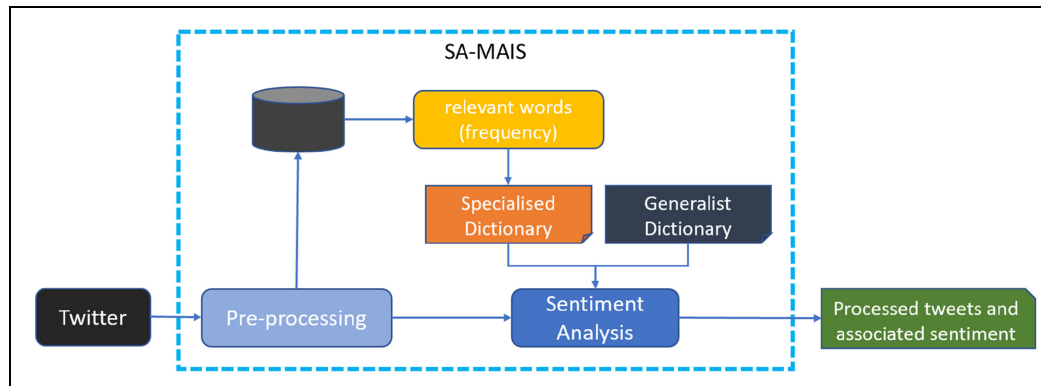 SA-MAIS
relevant words
(frequency)
Specialised
Dictionary
Generalist
Dictionary
Twitter
Pre-processing
Sentiment
Analysis
Processed tweets and
associated sentiment